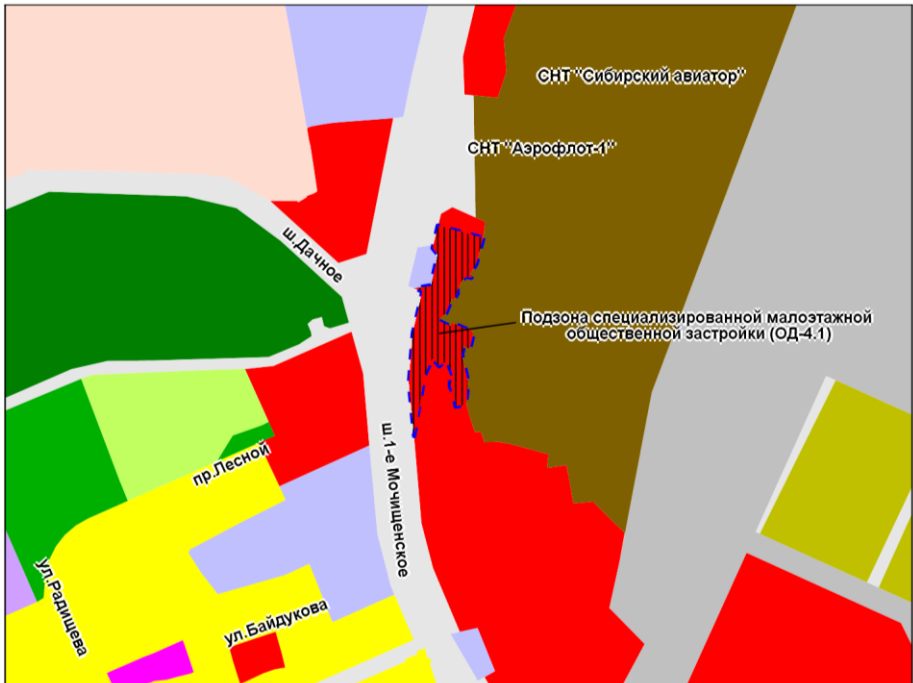 СНТ "Сибирский авиатор"
СНТ "Аэрофлот-1"
ш.Дачное
Подзона специализированной малоэтажной
общественной застройки (ОД-4.1)
ш.1-е Мочищенское
пр.Лесной
ул.Радищева
ул.Байдукова